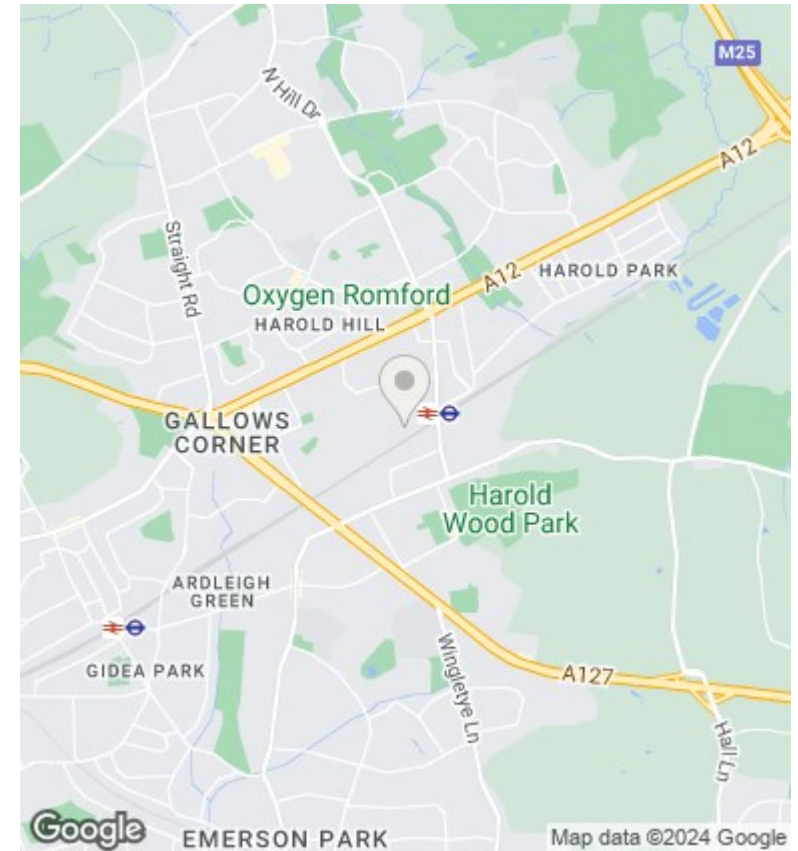 M25
N Hill Dr
A12
Straight Rd
HAROLD PARK
A12
Oxygen Romford
HAROLD HILL
GALLOWS
CORNER
Harold
Wood Park
ARDLEIGH
GREEN
GIDEA PARK
Wingletye Ln
A127
Hall Ln
Google
EMERSON PARK
Map data ©2024 Google